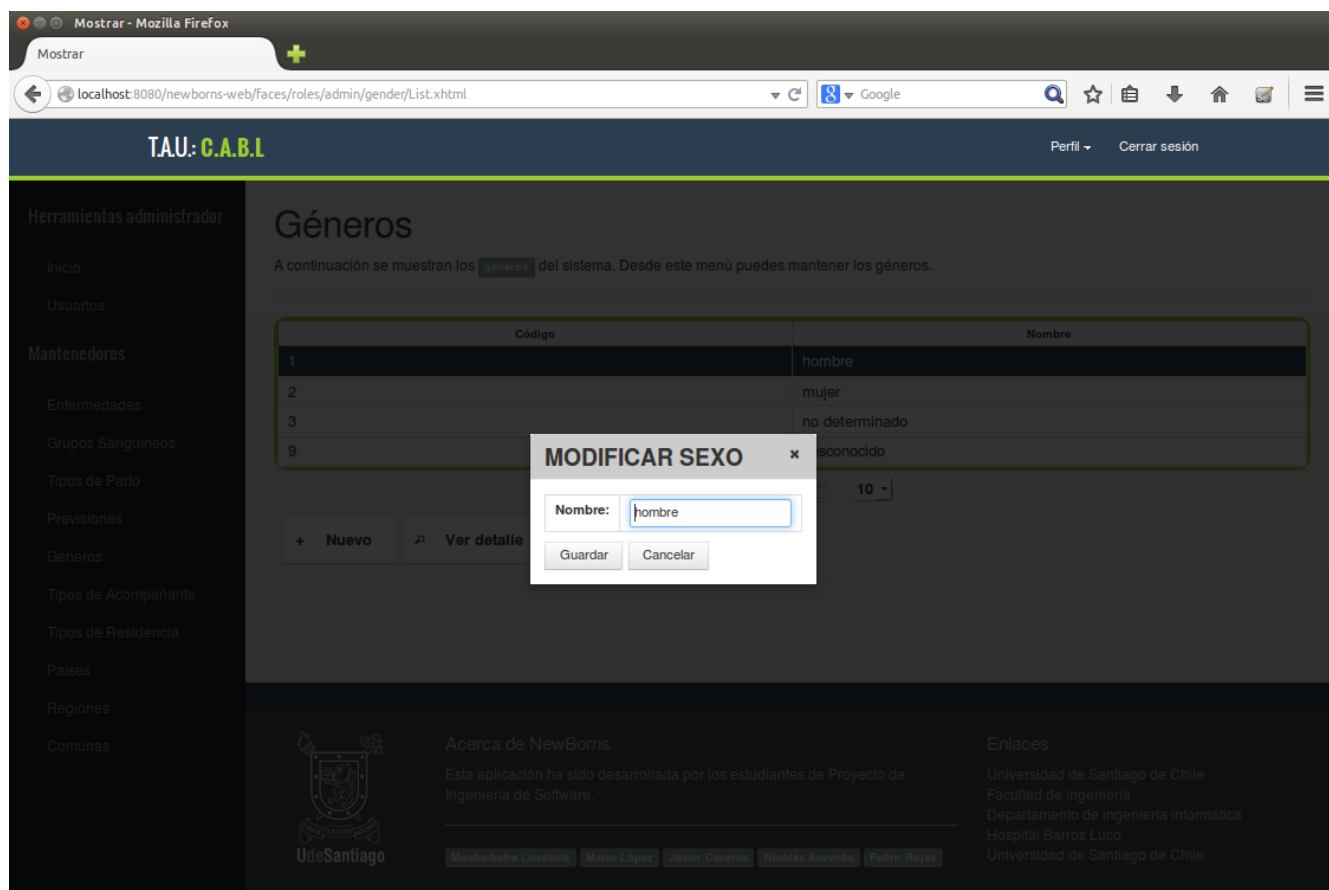 Mostrar - Mozilla Firefox
Mostrar
localhost:8080/newborns-web/faces/roles/admin/gender/List.xhtml
Google
T.A.U.: C.A.B.L
Perfil
Cerrar sesión
Herramientas administrador
Inicio
Usuarios
Mantenedores
Enfermedades
Grupos Sanguineos
Tipos de Parto
Previsiones
Géneros
Tipos de Acompañante
Tipos de Residencia
Países
Regiones
Comunas
Géneros
A continuación se muestran los géneros del sistema. Desde este menú puedes mantener los géneros.
Código Nombre
1 hombre
2 mujer
3 no determinado
9 esconocido
10
+ Nuevo Ver detalle
MODIFICAR SEXO
Nombre: hombre
Guardar Cancelar
UdeSantiago
Acerca de NewBorns
Esta aplicación ha sido desarrollada por los estudiantes de Proyecto de
Ingeniería de Software.
Moshe-hetra Landaeta Mario López Javier Cáceres Nicolás Acevedo Pedro Rojas
Enlaces
Universidad de Santiago de Chile
Facultad de ingeniería
Departamento de ingeniería informática
Hospital Barros Luco
Universidad de Santiago de Chile